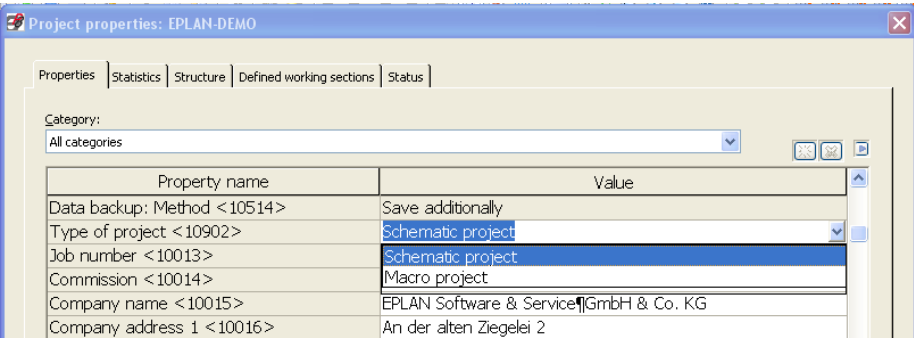 Project properties: EPLAN-DEMO
Properties Statistics Structure Defined working sections Status
Category:
All categories
Property name Value
Data backup: Method <10514> Save additionally
Type of project <10902> Schematic project
Job number <10013> Schematic project
Commission <10014> Macro project
Company name <10015> EPLAN Software & Service¶GmbH & Co. KG
Company address 1 <10016> An der alten Ziegelei 2